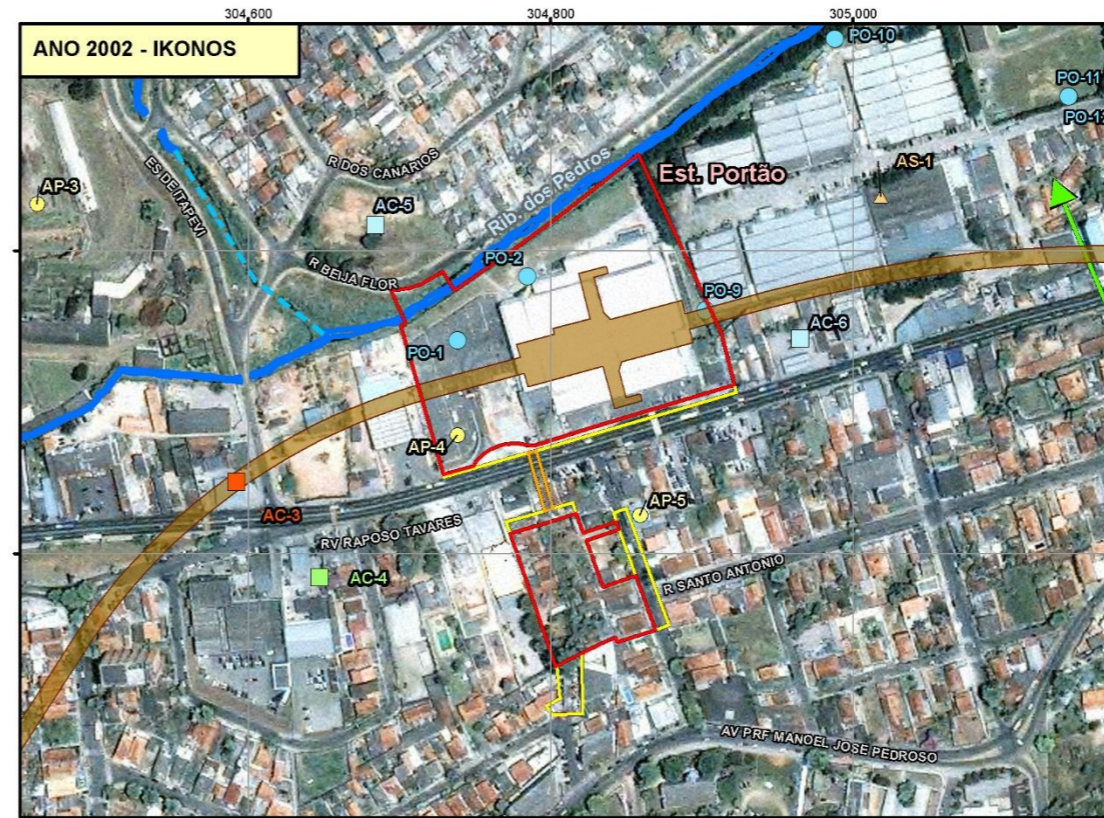 304,600
304,800
305,000
ANO 2002 - IKONOS
PO-10
PO-11
PO-12
R DOS CANARIOS
ES DE ITAPEVI
AP-3
AC-5
Rib. dos Pedros
Est. Portão
AS-1
R BEIJA FLOR
PO-2
PO-9
PO-1
AC-6
AP-4
AC-3
AP-5
RV RAPOSO TAVARES
AC-4
R SANTO ANTONIO
AV PRF MANOEL JOSE PEDROSO